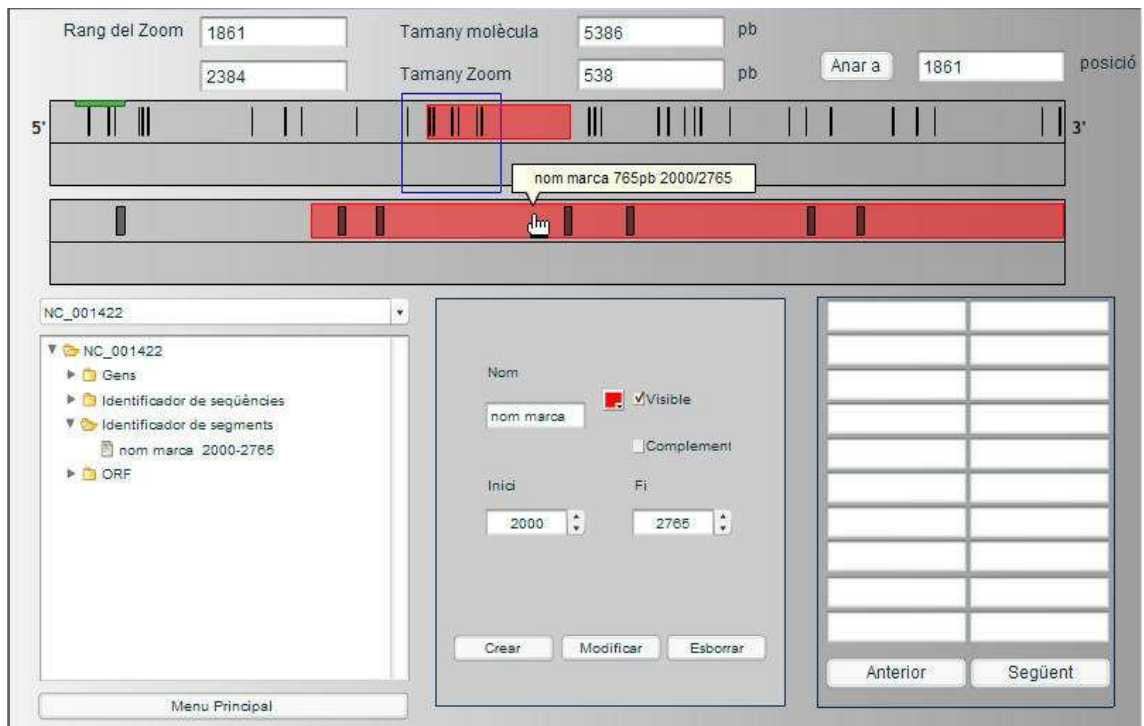 Rang del Zoom 1861 Tamany molècula 5386 pb
2384 Tamany Zoom 538 pb Anar a 1861 posició
5' 3'
nom marca 765pb 2000/2765
NC_001422
NC_001422
Gens
Identificador de seqüències
Identificador de segments
nom marca 2000-2765
ORF
Menu Principal
Nom
nom marca Visible
Complement
Inici Fi
2000 2765
Crear Modificar Esborrar
Anterior Següent